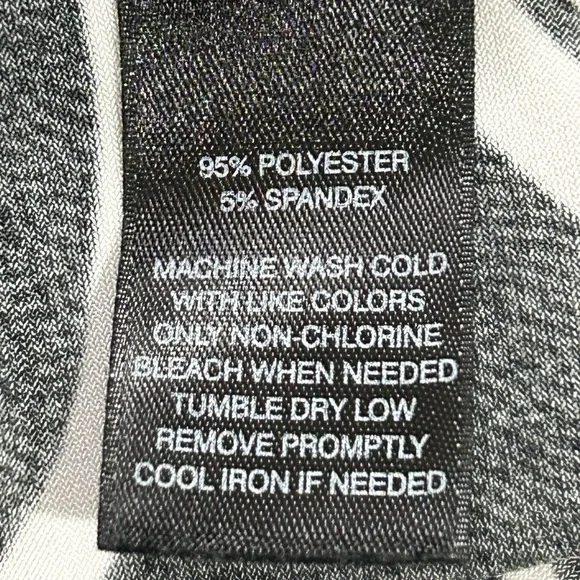 95% POLYESTER
5% SPANDEX
MACHINE WASH COLD
WITH LIKE COLORS
ONLY NON-CHLORINE
BLEACH WHEN NEEDED
TUMBLE DRY LOW
REMOVE PROMPTLY
COOL IRON IF NEEDED